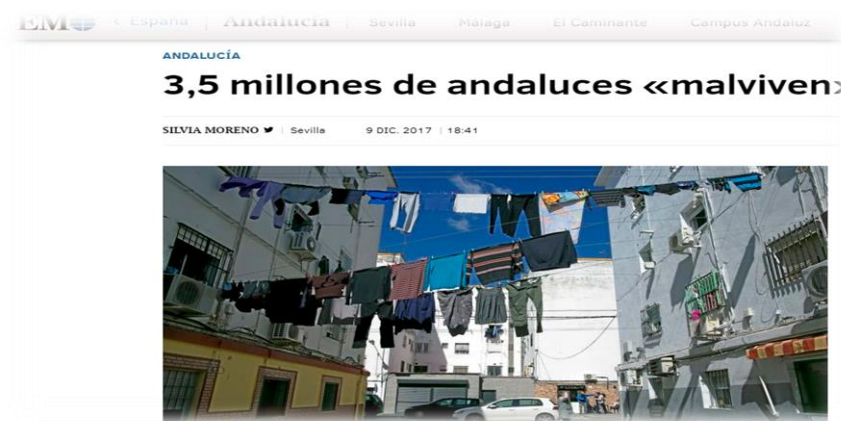 EM
< España Andalucía Sevilla Málaga El Caminante Campus Andaluz
ANDALUCÍA
3,5 millones de andaluces «malviven»
SILVIA MORENO Sevilla 9 DIC. 2017 18:41